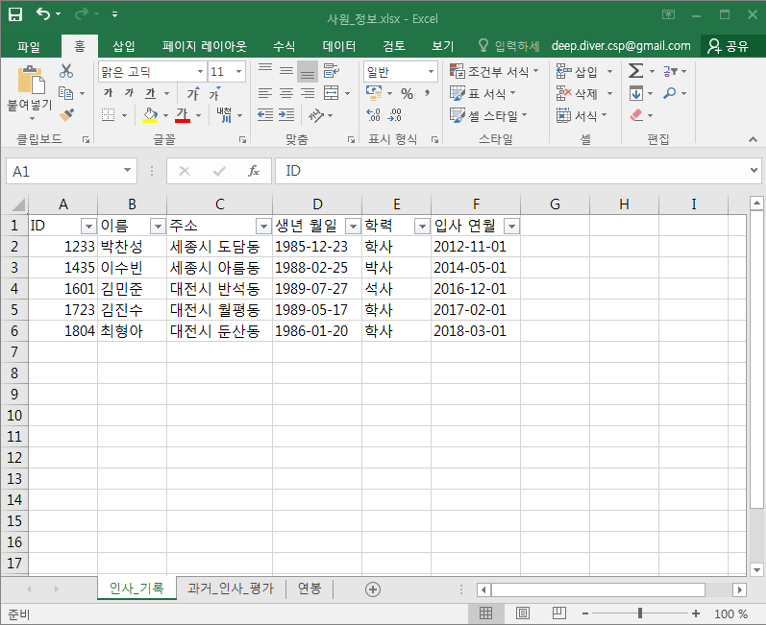 사원_정보.xlsx - Excel
파일 홈 삽입 페이지 레이아웃 수식 데이터 검토 보기 입력하세 deep.diver.csp@gmail.com 공유
붙여넣기
맑은 고딕 11
가 가 가 가 가
가 내천
일반
% ,
조건부 서식
표 서식
셀 스타일
삽입
삭제
서식
클립보드 글꼴 맞춤 표시 형식 스타일 셀 편집
A1 fx ID
A B C D E F G H I
1 ID 이름 주소 생년 월일 학력 입사 연월
2 1233 박찬성 세종시 도담동 1985-12-23 학사 2012-11-01
3 1435 이수빈 세종시 아름동 1988-02-25 박사 2014-05-01
4 1601 김민준 대전시 반석동 1989-07-27 석사 2016-12-01
5 1723 김진수 대전시 월평동 1989-05-17 학사 2017-02-01
6 1804 최형아 대전시 둔산동 1986-01-20 학사 2018-03-01
7
8
9
10
11
12
13
14
15
16
17
인사_기록 과거_인사_평가 연봉
준비 100 %